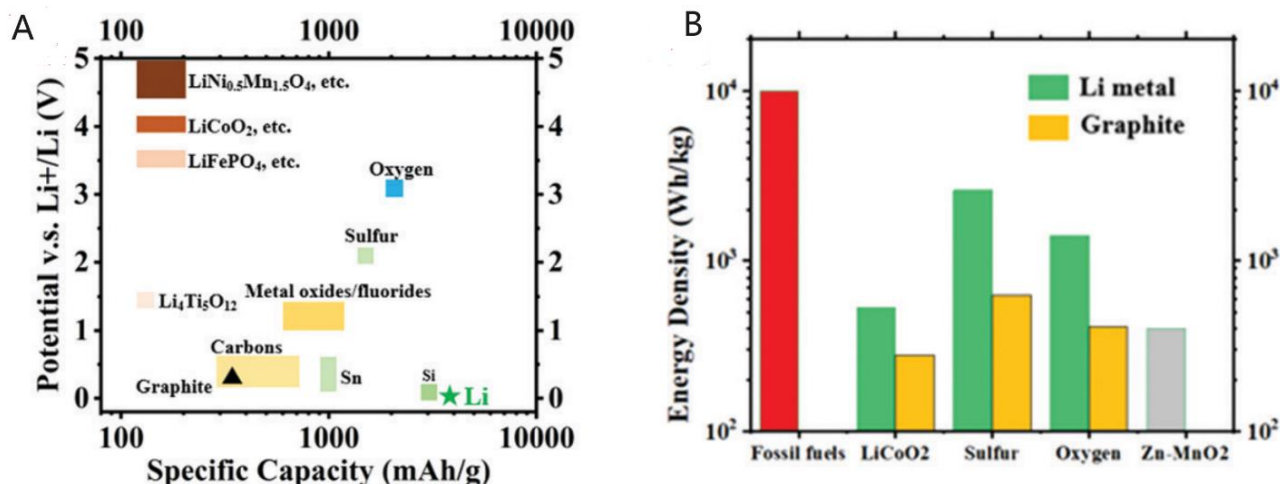 A
100 1000 10000
5 5
LiNi0.5Mn1.5O4, etc.
4 4
LiCoO2, etc.
LiFePO4, etc.
Oxygen
3 3
Sulfur
2 2
Metal oxides/fluorides
Li4Ti5O12
1 1
Carbons
Graphite
Sn
Si
Li
0 0
100 1000 10000
Potential v.s. Li+/Li (V)
Specific Capacity (mAh/g)
B
Li metal
Graphite
10⁴ 10⁴
10³ 10³
10² 10²
Energy Density (Wh/kg)
Fossil fuels LiCoO2 Sulfur Oxygen Zn-MnO2